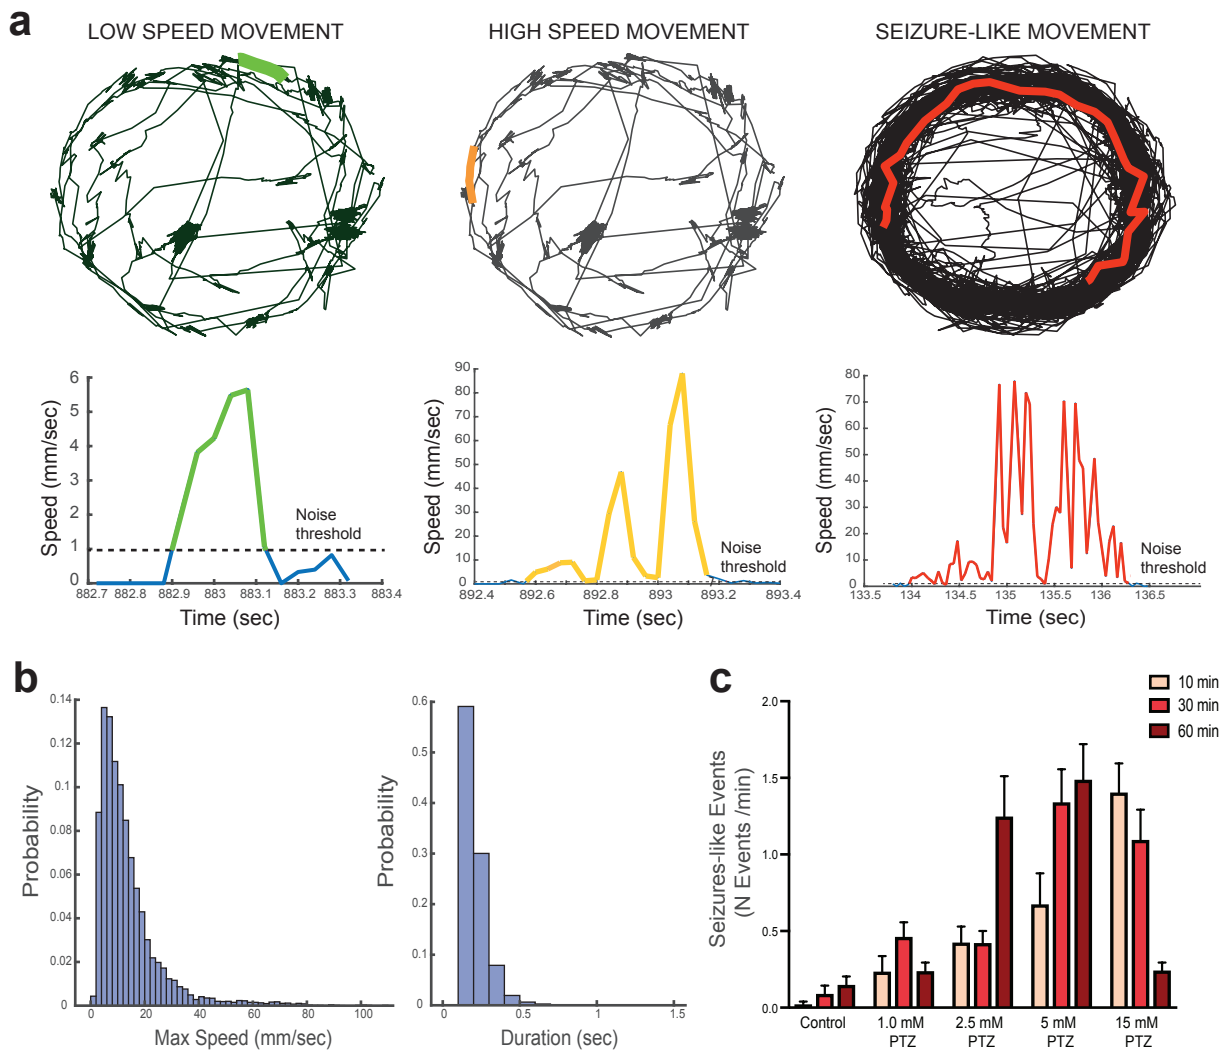 a
LOW SPEED MOVEMENT
HIGH SPEED MOVEMENT
SEIZURE-LIKE MOVEMENT
Speed (mm/sec)
6
5
4
3
2
1
0
Noise
threshold
882.7 882.8 882.9 883 883.1 883.2 883.3 883.4
Time (sec)
Speed (mm/sec)
90
80
70
60
50
40
30
20
10
0
Noise
threshold
892.4 892.6 892.8 893 893.2 893.4
Time (sec)
Speed (mm/sec)
80
70
60
50
40
30
20
10
0
Noise
threshold
133.5 134 134.5 135 135.5 136 136.5
Time (sec)
b
Probability
0.14
0.12
0.1
0.08
0.06
0.04
0.02
0
0 20 40 60 80 100
Max Speed (mm/sec)
Probability
0.6
0.5
0.4
0.3
0.2
0.1
0
0 0.5 1 1.5
Duration (sec)
c
10 min
30 min
60 min
Seizures-like Events
(N Events /min)
2.0
1.5
1.0
0.5
0.0
Control 1.0 mM 2.5 mM 5 mM 15 mM
PTZ PTZ PTZ PTZ